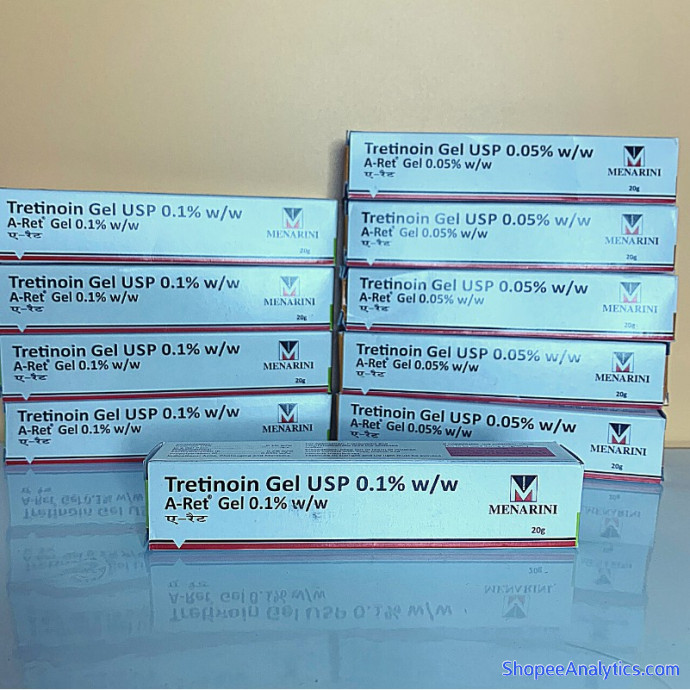 Tretinoin Gel USP 0.05% w/w
A-Ret® Gel 0.05% w/w
ए-रैट
MENARINI
20g
Tretinoin Gel USP 0.05% w/w
A-Ret® Gel 0.05% w/w
ए-रैट
MENARINI
20g
Tretinoin Gel USP 0.05% w/w
A-Ret® Gel 0.05% w/w
ए-रैट
MENARINI
20g
Tretinoin Gel USP 0.05% w/w
A-Ret® Gel 0.05% w/w
ए-रैट
MENARINI
20g
Tretinoin Gel USP 0.05% w/w
A-Ret® Gel 0.05% w/w
ए-रैट
MENARINI
20g
Tretinoin Gel USP 0.1% w/w
A-Ret® Gel 0.1% w/w
ए-रैट
MENARINI
20g
Tretinoin Gel USP 0.1% w/w
A-Ret® Gel 0.1% w/w
ए-रैट
MENARINI
20g
Tretinoin Gel USP 0.1% w/w
A-Ret® Gel 0.1% w/w
ए-रैट
MENARINI
20g
Tretinoin Gel USP 0.1% w/w
A-Ret® Gel 0.1% w/w
ए-रैट
MENARINI
20g
Tretinoin Gel USP 0.1% w/w
A-Ret® Gel 0.1% w/w
ए-रैट
MENARINI
20g
ShopeeAnalytics.com